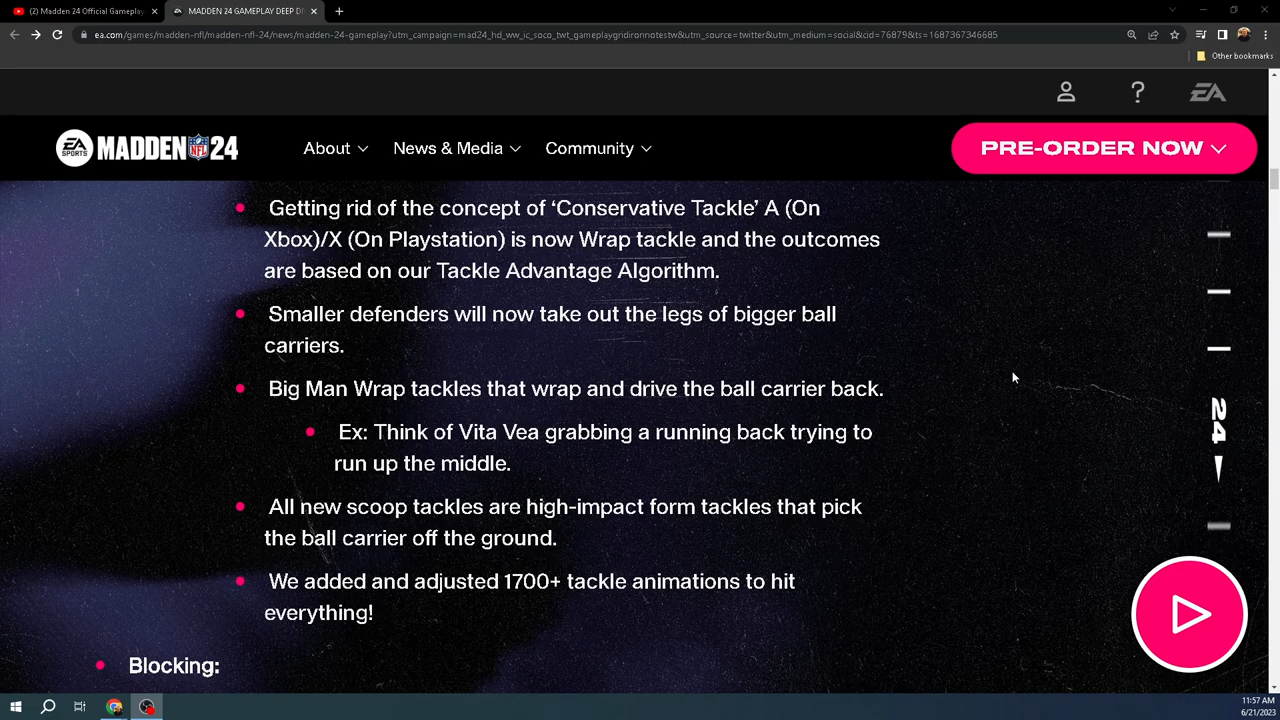 (2) Madden 24 Official Gameplay
MADDEN 24 GAMEPLAY DEEP D
ea.com/games/madden-nfl/madden-nfl-24/news/madden-24-gameplay?utm_campaign=mad24_hd_ww_ic_soco_twt_gameplaygridironnotestw&utm_source=twitter&utm_medium=social&cid=76879&ts=1687367346685
Other bookmarks
EA
EA SPORTS MADDEN NFL 24
About
News & Media
Community
PRE-ORDER NOW
• Getting rid of the concept of ‘Conservative Tackle’ A (On
Xbox)/X (On Playstation) is now Wrap tackle and the outcomes
are based on our Tackle Advantage Algorithm.
• Smaller defenders will now take out the legs of bigger ball
carriers.
• Big Man Wrap tackles that wrap and drive the ball carrier back.
• Ex: Think of Vita Vea grabbing a running back trying to
run up the middle.
• All new scoop tackles are high-impact form tackles that pick
the ball carrier off the ground.
• We added and adjusted 1700+ tackle animations to hit
everything!
• Blocking:
24
11:57 AM
6/21/2023